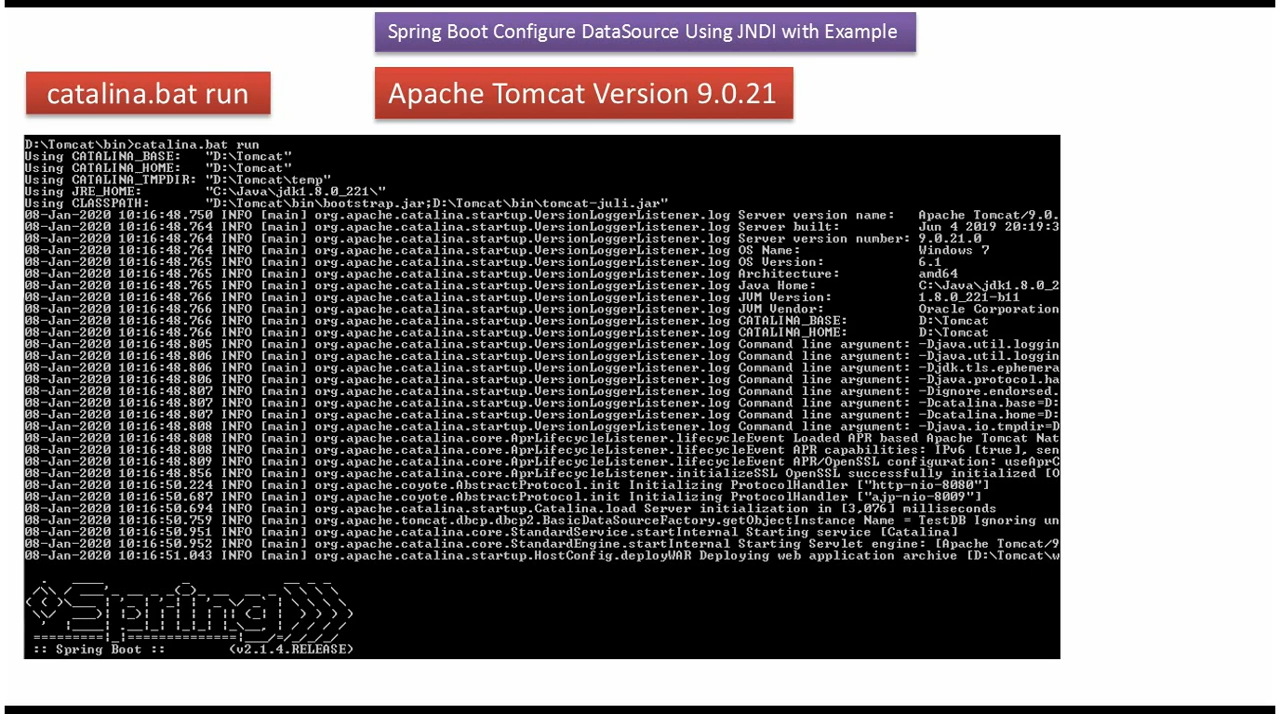 Spring Boot Configure DataSource Using JNDI with Example
catalina.bat run
Apache Tomcat Version 9.0.21
D:\Tomcat\bin>catalina.bat run
Using CATALINA_BASE: "D:\Tomcat"
Using CATALINA_HOME: "D:\Tomcat"
Using CATALINA_TMPDIR: "D:\Tomcat\temp"
Using JRE_HOME: "C:\Java\jdk1.8.0_221\"
Using CLASSPATH: "D:\Tomcat\bin\bootstrap.jar;D:\Tomcat\bin\tomcat-juli.jar"
08-Jan-2020 10:16:48.750 INFO [main] org.apache.catalina.startup.VersionLoggerListener.log Server version name: Apache Tomcat/9.0.
08-Jan-2020 10:16:48.764 INFO [main] org.apache.catalina.startup.VersionLoggerListener.log Server built: Jun 4 2019 20:19:3
08-Jan-2020 10:16:48.764 INFO [main] org.apache.catalina.startup.VersionLoggerListener.log Server version number: 9.0.21.0
08-Jan-2020 10:16:48.764 INFO [main] org.apache.catalina.startup.VersionLoggerListener.log OS Name: Windows 7
08-Jan-2020 10:16:48.765 INFO [main] org.apache.catalina.startup.VersionLoggerListener.log OS Version: 6.1
08-Jan-2020 10:16:48.765 INFO [main] org.apache.catalina.startup.VersionLoggerListener.log Architecture: amd64
08-Jan-2020 10:16:48.765 INFO [main] org.apache.catalina.startup.VersionLoggerListener.log Java Home: C:\Java\jdk1.8.0_2
08-Jan-2020 10:16:48.766 INFO [main] org.apache.catalina.startup.VersionLoggerListener.log JVM Version: 1.8.0_221-b11
08-Jan-2020 10:16:48.766 INFO [main] org.apache.catalina.startup.VersionLoggerListener.log JVM Vendor: Oracle Corporation
08-Jan-2020 10:16:48.766 INFO [main] org.apache.catalina.startup.VersionLoggerListener.log CATALINA_BASE: D:\Tomcat
08-Jan-2020 10:16:48.766 INFO [main] org.apache.catalina.startup.VersionLoggerListener.log CATALINA_HOME: D:\Tomcat
08-Jan-2020 10:16:48.805 INFO [main] org.apache.catalina.startup.VersionLoggerListener.log Command line argument: -Djava.util.loggin
08-Jan-2020 10:16:48.806 INFO [main] org.apache.catalina.startup.VersionLoggerListener.log Command line argument: -Djava.util.loggin
08-Jan-2020 10:16:48.806 INFO [main] org.apache.catalina.startup.VersionLoggerListener.log Command line argument: -Djdk.tls.ephemera
08-Jan-2020 10:16:48.806 INFO [main] org.apache.catalina.startup.VersionLoggerListener.log Command line argument: -Djava.protocol.ha
08-Jan-2020 10:16:48.807 INFO [main] org.apache.catalina.startup.VersionLoggerListener.log Command line argument: -Dignore.endorsed.
08-Jan-2020 10:16:48.807 INFO [main] org.apache.catalina.startup.VersionLoggerListener.log Command line argument: -Dcatalina.base=D:
08-Jan-2020 10:16:48.807 INFO [main] org.apache.catalina.startup.VersionLoggerListener.log Command line argument: -Dcatalina.home=D:
08-Jan-2020 10:16:48.808 INFO [main] org.apache.catalina.startup.VersionLoggerListener.log Command line argument: -Djava.io.tmpdir=D
08-Jan-2020 10:16:48.808 INFO [main] org.apache.catalina.core.AprLifecycleListener.lifecycleEvent Loaded APR based Apache Tomcat Nat
08-Jan-2020 10:16:48.808 INFO [main] org.apache.catalina.core.AprLifecycleListener.lifecycleEvent APR capabilities: IPv6 [true], sen
08-Jan-2020 10:16:48.809 INFO [main] org.apache.catalina.core.AprLifecycleListener.lifecycleEvent APR/OpenSSL configuration: useAprC
08-Jan-2020 10:16:48.856 INFO [main] org.apache.catalina.core.AprLifecycleListener.initializeSSL OpenSSL successfully initialized [O
08-Jan-2020 10:16:50.224 INFO [main] org.apache.coyote.AbstractProtocol.init Initializing ProtocolHandler ["http-nio-8080"]
08-Jan-2020 10:16:50.687 INFO [main] org.apache.coyote.AbstractProtocol.init Initializing ProtocolHandler ["ajp-nio-8009"]
08-Jan-2020 10:16:50.694 INFO [main] org.apache.catalina.startup.Catalina.load Server initialization in [3,076] milliseconds
08-Jan-2020 10:16:50.759 INFO [main] org.apache.tomcat.dbcp.dbcp2.BasicDataSourceFactory.getObjectInstance Name = TestDB Ignoring un
08-Jan-2020 10:16:50.951 INFO [main] org.apache.catalina.core.StandardService.startInternal Starting service [Catalina]
08-Jan-2020 10:16:50.959 INFO [main] org.apache.catalina.core.StandardEngine.startInternal Starting Servlet engine: [Apache Tomcat/9
08-Jan-2020 10:16:51.043 INFO [main] org.apache.catalina.startup.HostConfig.deployWAR Deploying web application archive [D:\Tomcat\w
Spring
:: Spring Boot :: (v2.1.4.RELEASE)